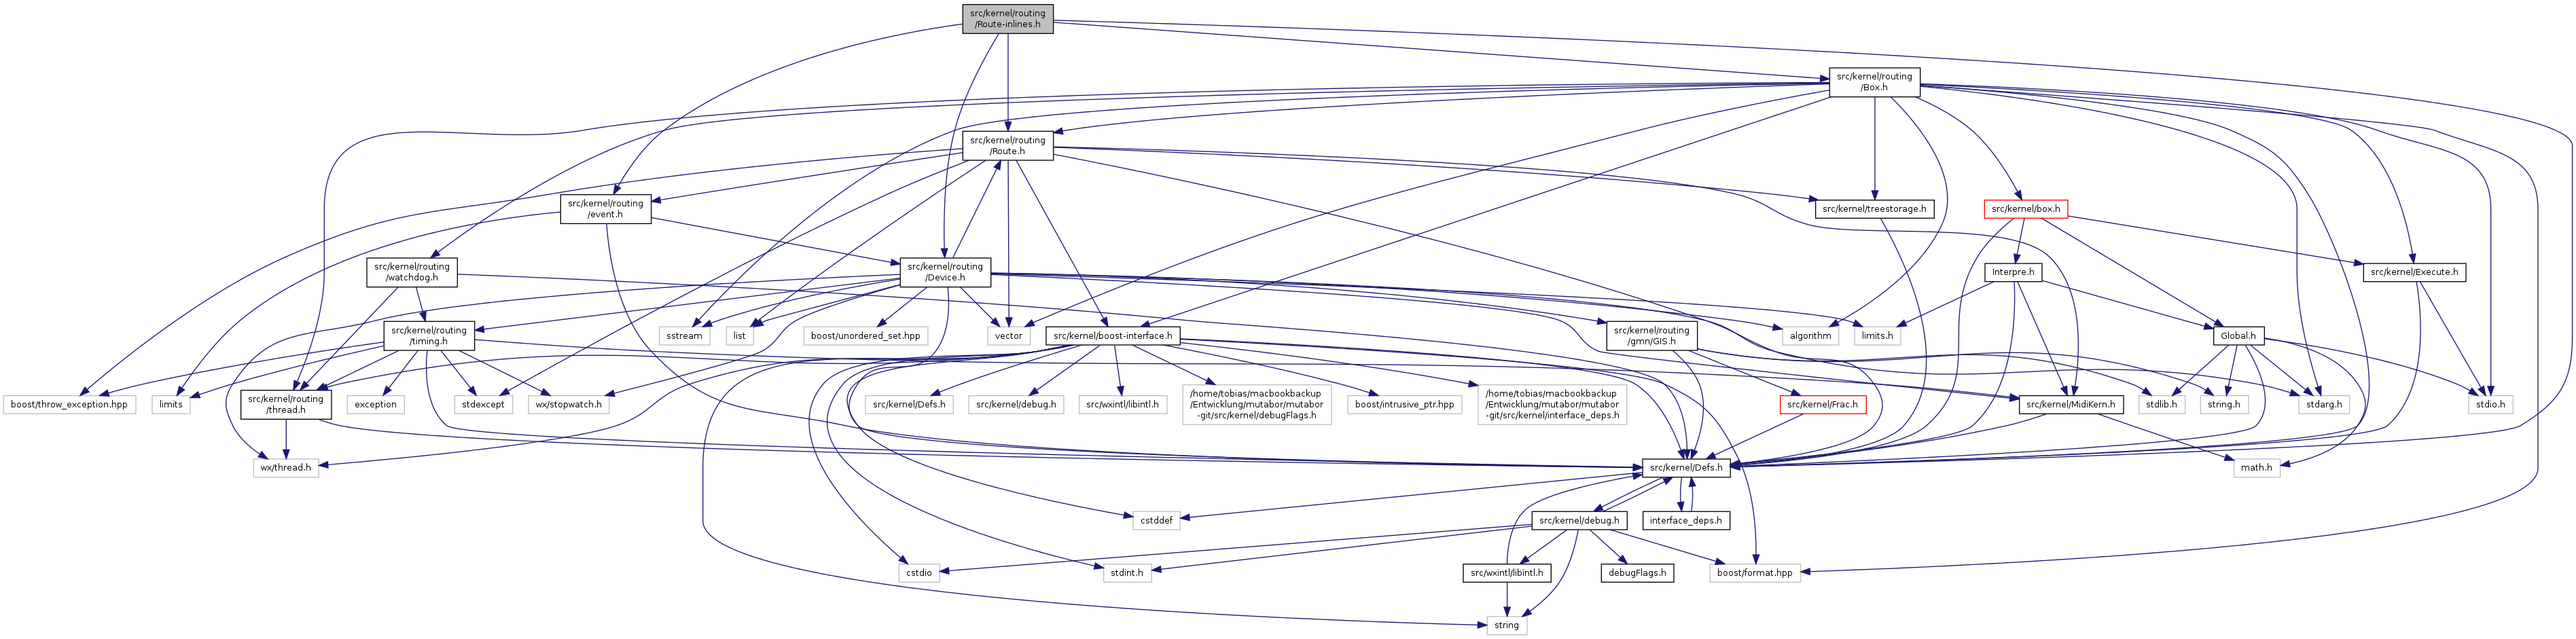 src/kernel/routing
/Route-inlines.h
src/kernel/routing
/Box.h
src/kernel/routing
/Route.h
src/kernel/routing
/event.h
src/kernel/treestorage.h
src/kernel/box.h
src/kernel/routing
/watchdog.h
src/kernel/routing
/Device.h
Interpre.h
src/kernel/Execute.h
src/kernel/routing
/timing.h
sstream
list
boost/unordered_set.hpp
vector
src/kernel/boost-interface.h
src/kernel/routing
/gmn/GIS.h
algorithm
limits.h
Global.h
boost/throw_exception.hpp
limits
src/kernel/routing
/thread.h
exception
stdexcept
wx/stopwatch.h
src/kernel/Defs.h
src/kernel/debug.h
src/wxintl/libintl.h
/home/tobias/macbookbackup
/Entwicklung/mutabor/mutabor
-git/src/kernel/debugFlags.h
boost/intrusive_ptr.hpp
/home/tobias/macbookbackup
/Entwicklung/mutabor/mutabor
-git/src/kernel/interface_deps.h
src/kernel/Frac.h
src/kernel/MidiKern.h
stdlib.h
string.h
stdarg.h
stdio.h
wx/thread.h
src/kernel/Defs.h
math.h
cstddef
src/kernel/debug.h
interface_deps.h
cstdio
stdint.h
src/wxintl/libintl.h
debugFlags.h
boost/format.hpp
string